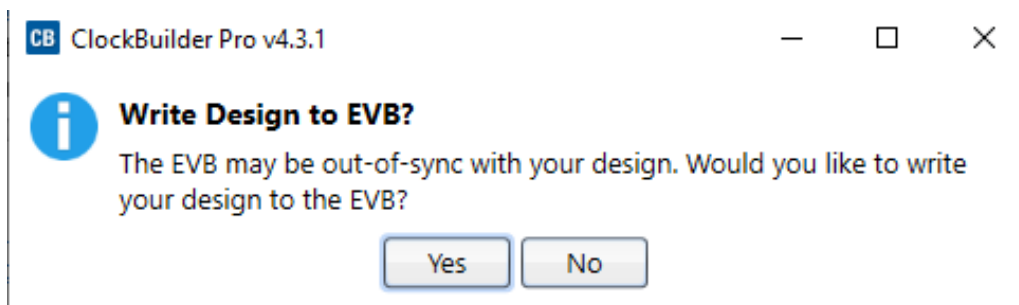 CB ClockBuilder Pro v4.3.1
Write Design to EVB?
The EVB may be out-of-sync with your design. Would you like to write
your design to the EVB?
Yes No